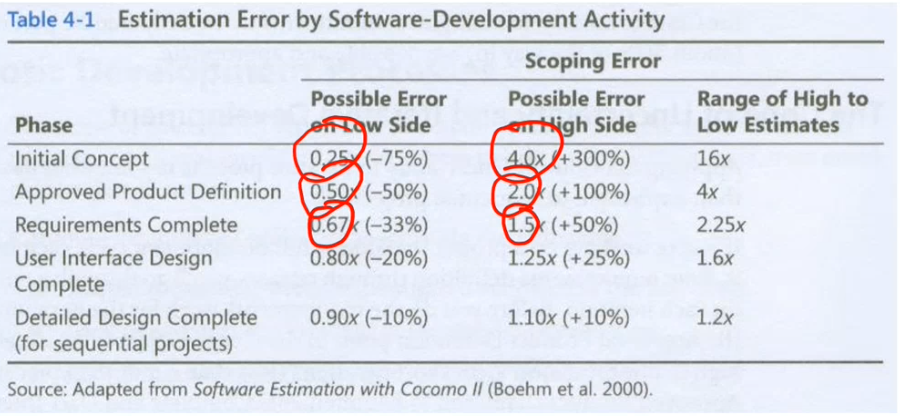 Table 4-1 Estimation Error by Software-Development Activity
Scoping Error
Possible Error Possible Error Range of High to
Phase on Low Side on High Side Low Estimates
Initial Concept 0.25x (–75%) 4.0x (+300%) 16x
Approved Product Definition 0.50x (–50%) 2.0x (+100%) 4x
Requirements Complete 0.67x (–33%) 1.5x (+50%) 2.25x
User Interface Design 0.80x (–20%) 1.25x (+25%) 1.6x
Complete
Detailed Design Complete 0.90x (–10%) 1.10x (+10%) 1.2x
(for sequential projects)
Source: Adapted from Software Estimation with Cocomo II (Boehm et al. 2000).